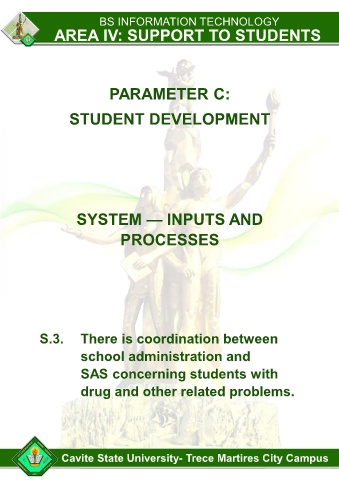 BS INFORMATION TECHNOLOGY
AREA IV: SUPPORT TO STUDENTS
PARAMETER C:
STUDENT DEVELOPMENT
SYSTEM — INPUTS AND
PROCESSES
S.3. There is coordination between
school administration and
SAS concerning students with
drug and other related problems.
Cavite State University- Trece Martires City Campus